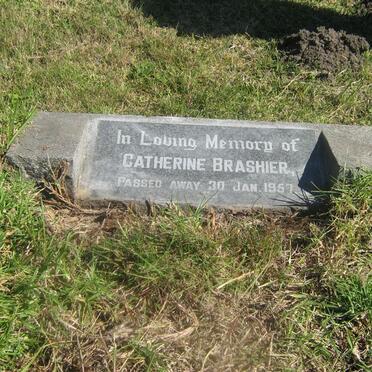 In Loving Memory of
CATHERINE BRASHIER,
PASSED AWAY 30 JAN. 1957